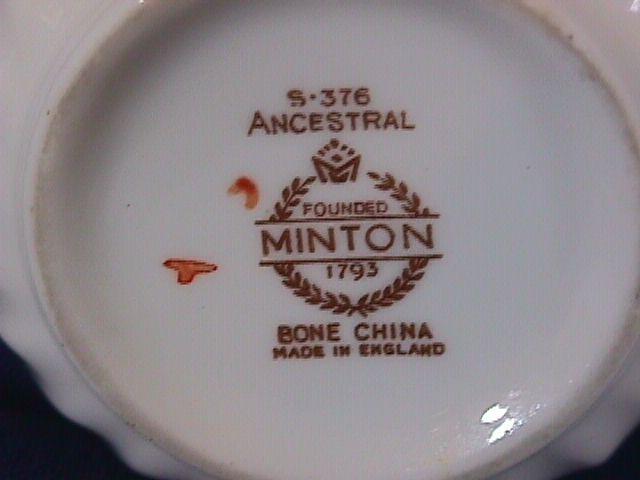 S·376
ANCESTRAL
FOUNDED
MINTON
1793
BONE CHINA
MADE IN ENGLAND